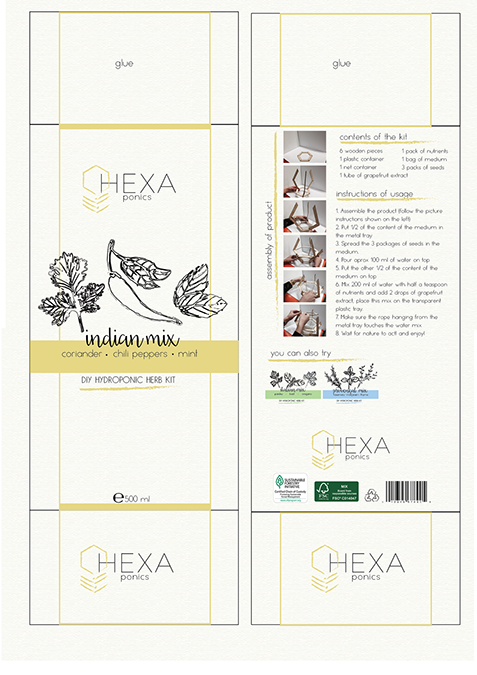 glue
HEXA
ponics
indian mix
coriander • chili peppers • mint
DIY HYDROPONIC HERB KIT
℮500 ml
HEXA
ponics
glue
contents of the kit
6 wooden pieces
1 plastic container
1 net container
1 tube of grapefruit extract
1 pack of nutrients
1 bag of medium
3 packs of seeds
assembly of product
instructions of usage
1. Assemble the product (follow the picture
instructions shown on the left)
2. Put 1/2 of the content of the medium in
the metal tray
3. Spread the 3 packages of seeds in the
medium.
4. Pour aprox 100 ml of water on top
5. Put the other 1/2 of the content of the
medium on top
6. Mix 200 ml of water with half a teaspoon
of nutrients and add 2 drops of grapefruit
extract, place this mix on the transparent
plastic tray
7. Make sure the rope hanging from the
metal tray touches the water mix
8. Wait for nature to act! and enjoy!
you can also try
HEXA
ponics
SUSTAINABLE
FORESTRY
INITIATIVE
FSC
MIX
HEXA
ponics